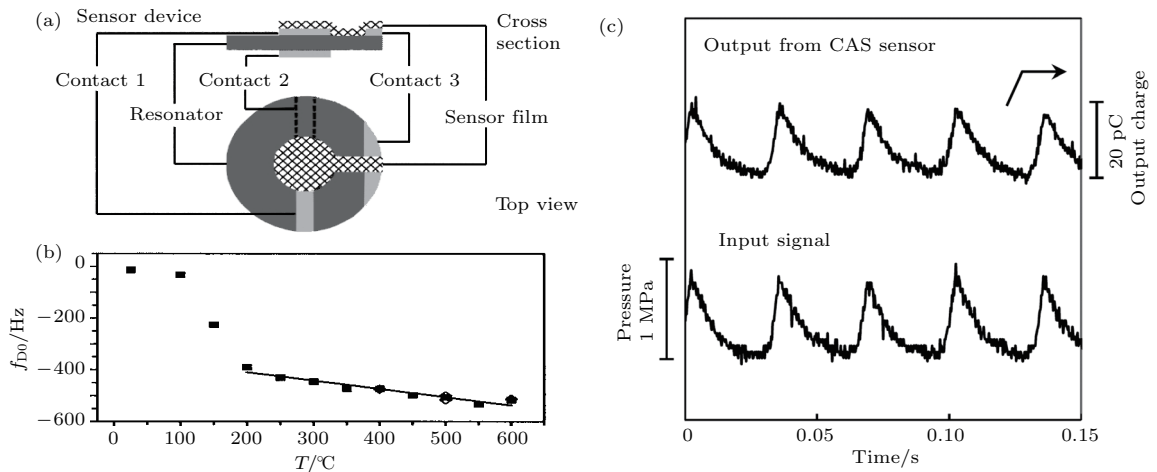 (a)
Sensor device
Cross
section
Contact 1
Contact 2
Contact 3
Resonator
Sensor film
Top view
(b)
0
−200
−400
−600
f_D0/Hz
0
100
200
300
400
500
600
T/°C
(c)
Output from CAS sensor
20 pC
Output charge
Input signal
Pressure
1 MPa
0
0.05
0.10
0.15
Time/s